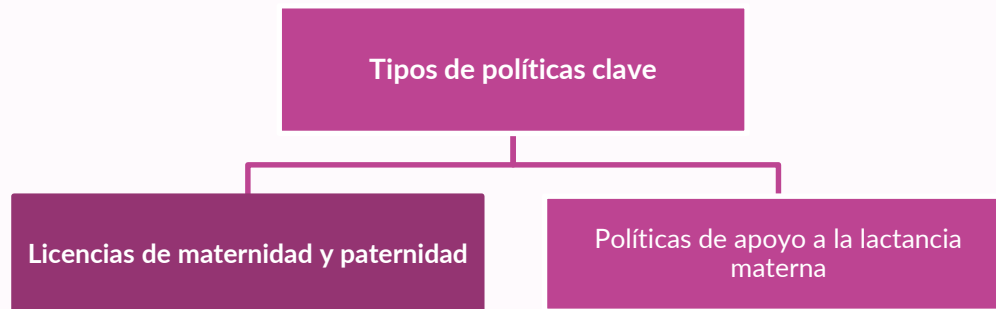 Tipos de políticas clave
Licencias de maternidad y paternidad
Políticas de apoyo a la lactancia
materna